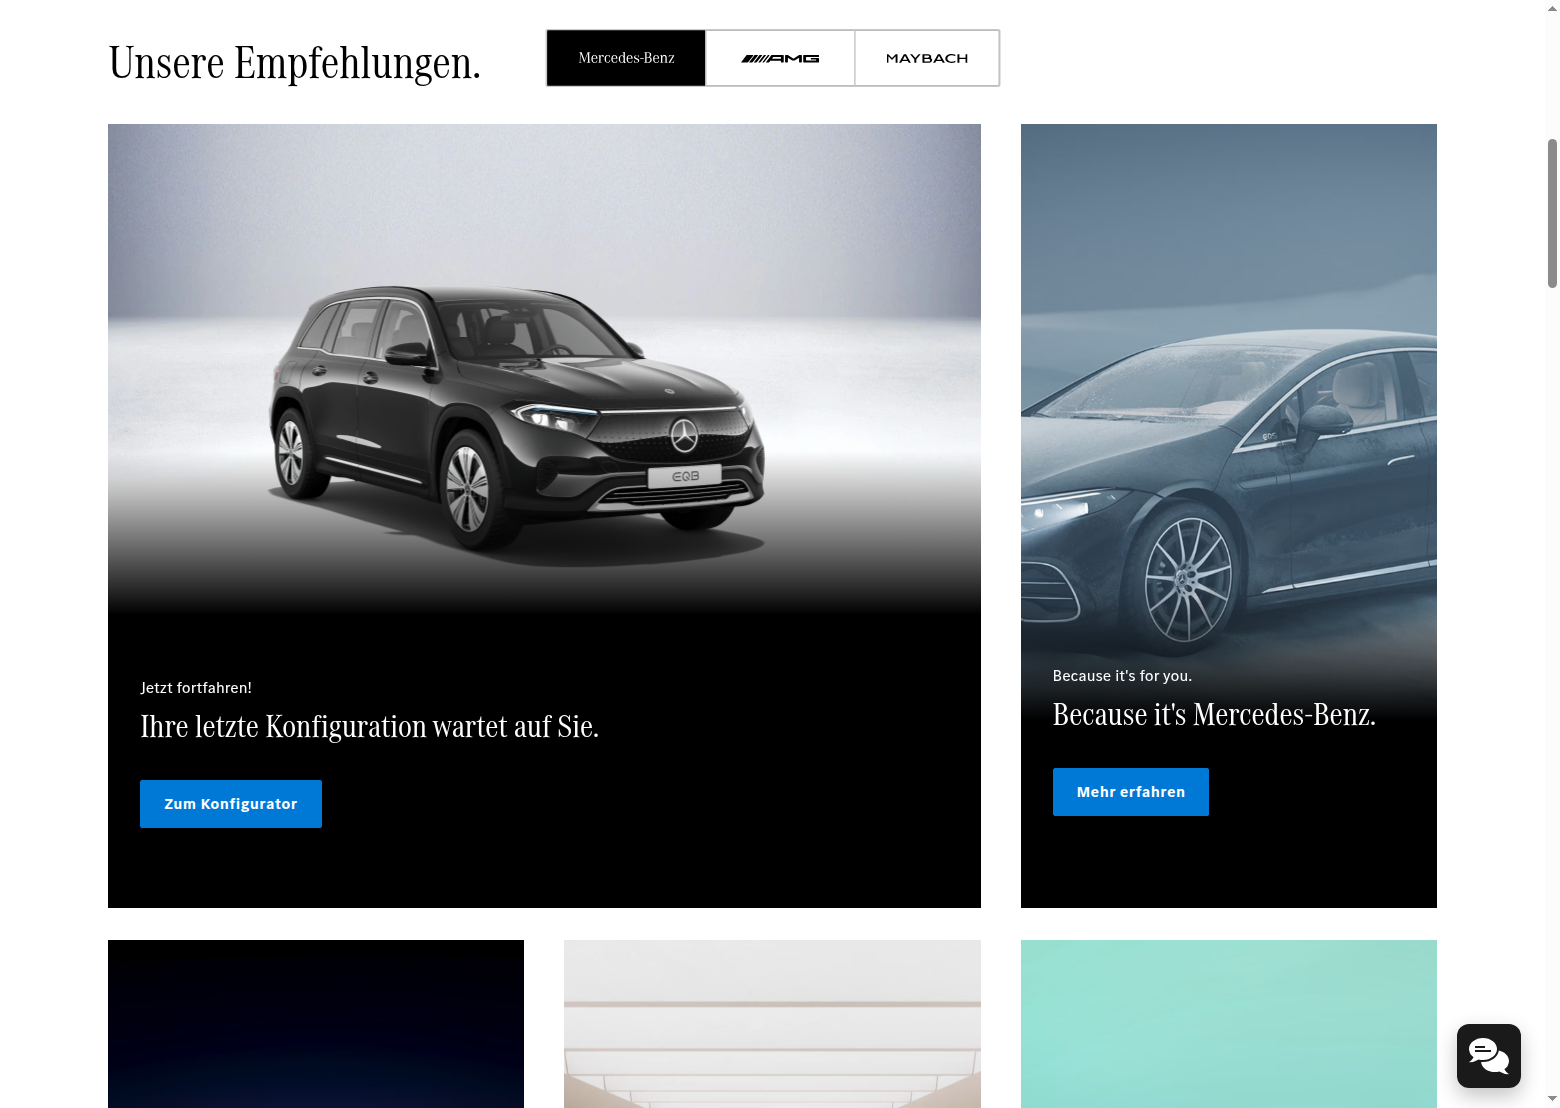 Unsere Empfehlungen.
Mercedes-Benz
AMG
MAYBACH
EQB
EQS
Jetzt fortfahren!
Ihre letzte Konfiguration wartet auf Sie.
Zum Konfigurator
Because it's for you.
Because it's Mercedes-Benz.
Mehr erfahren